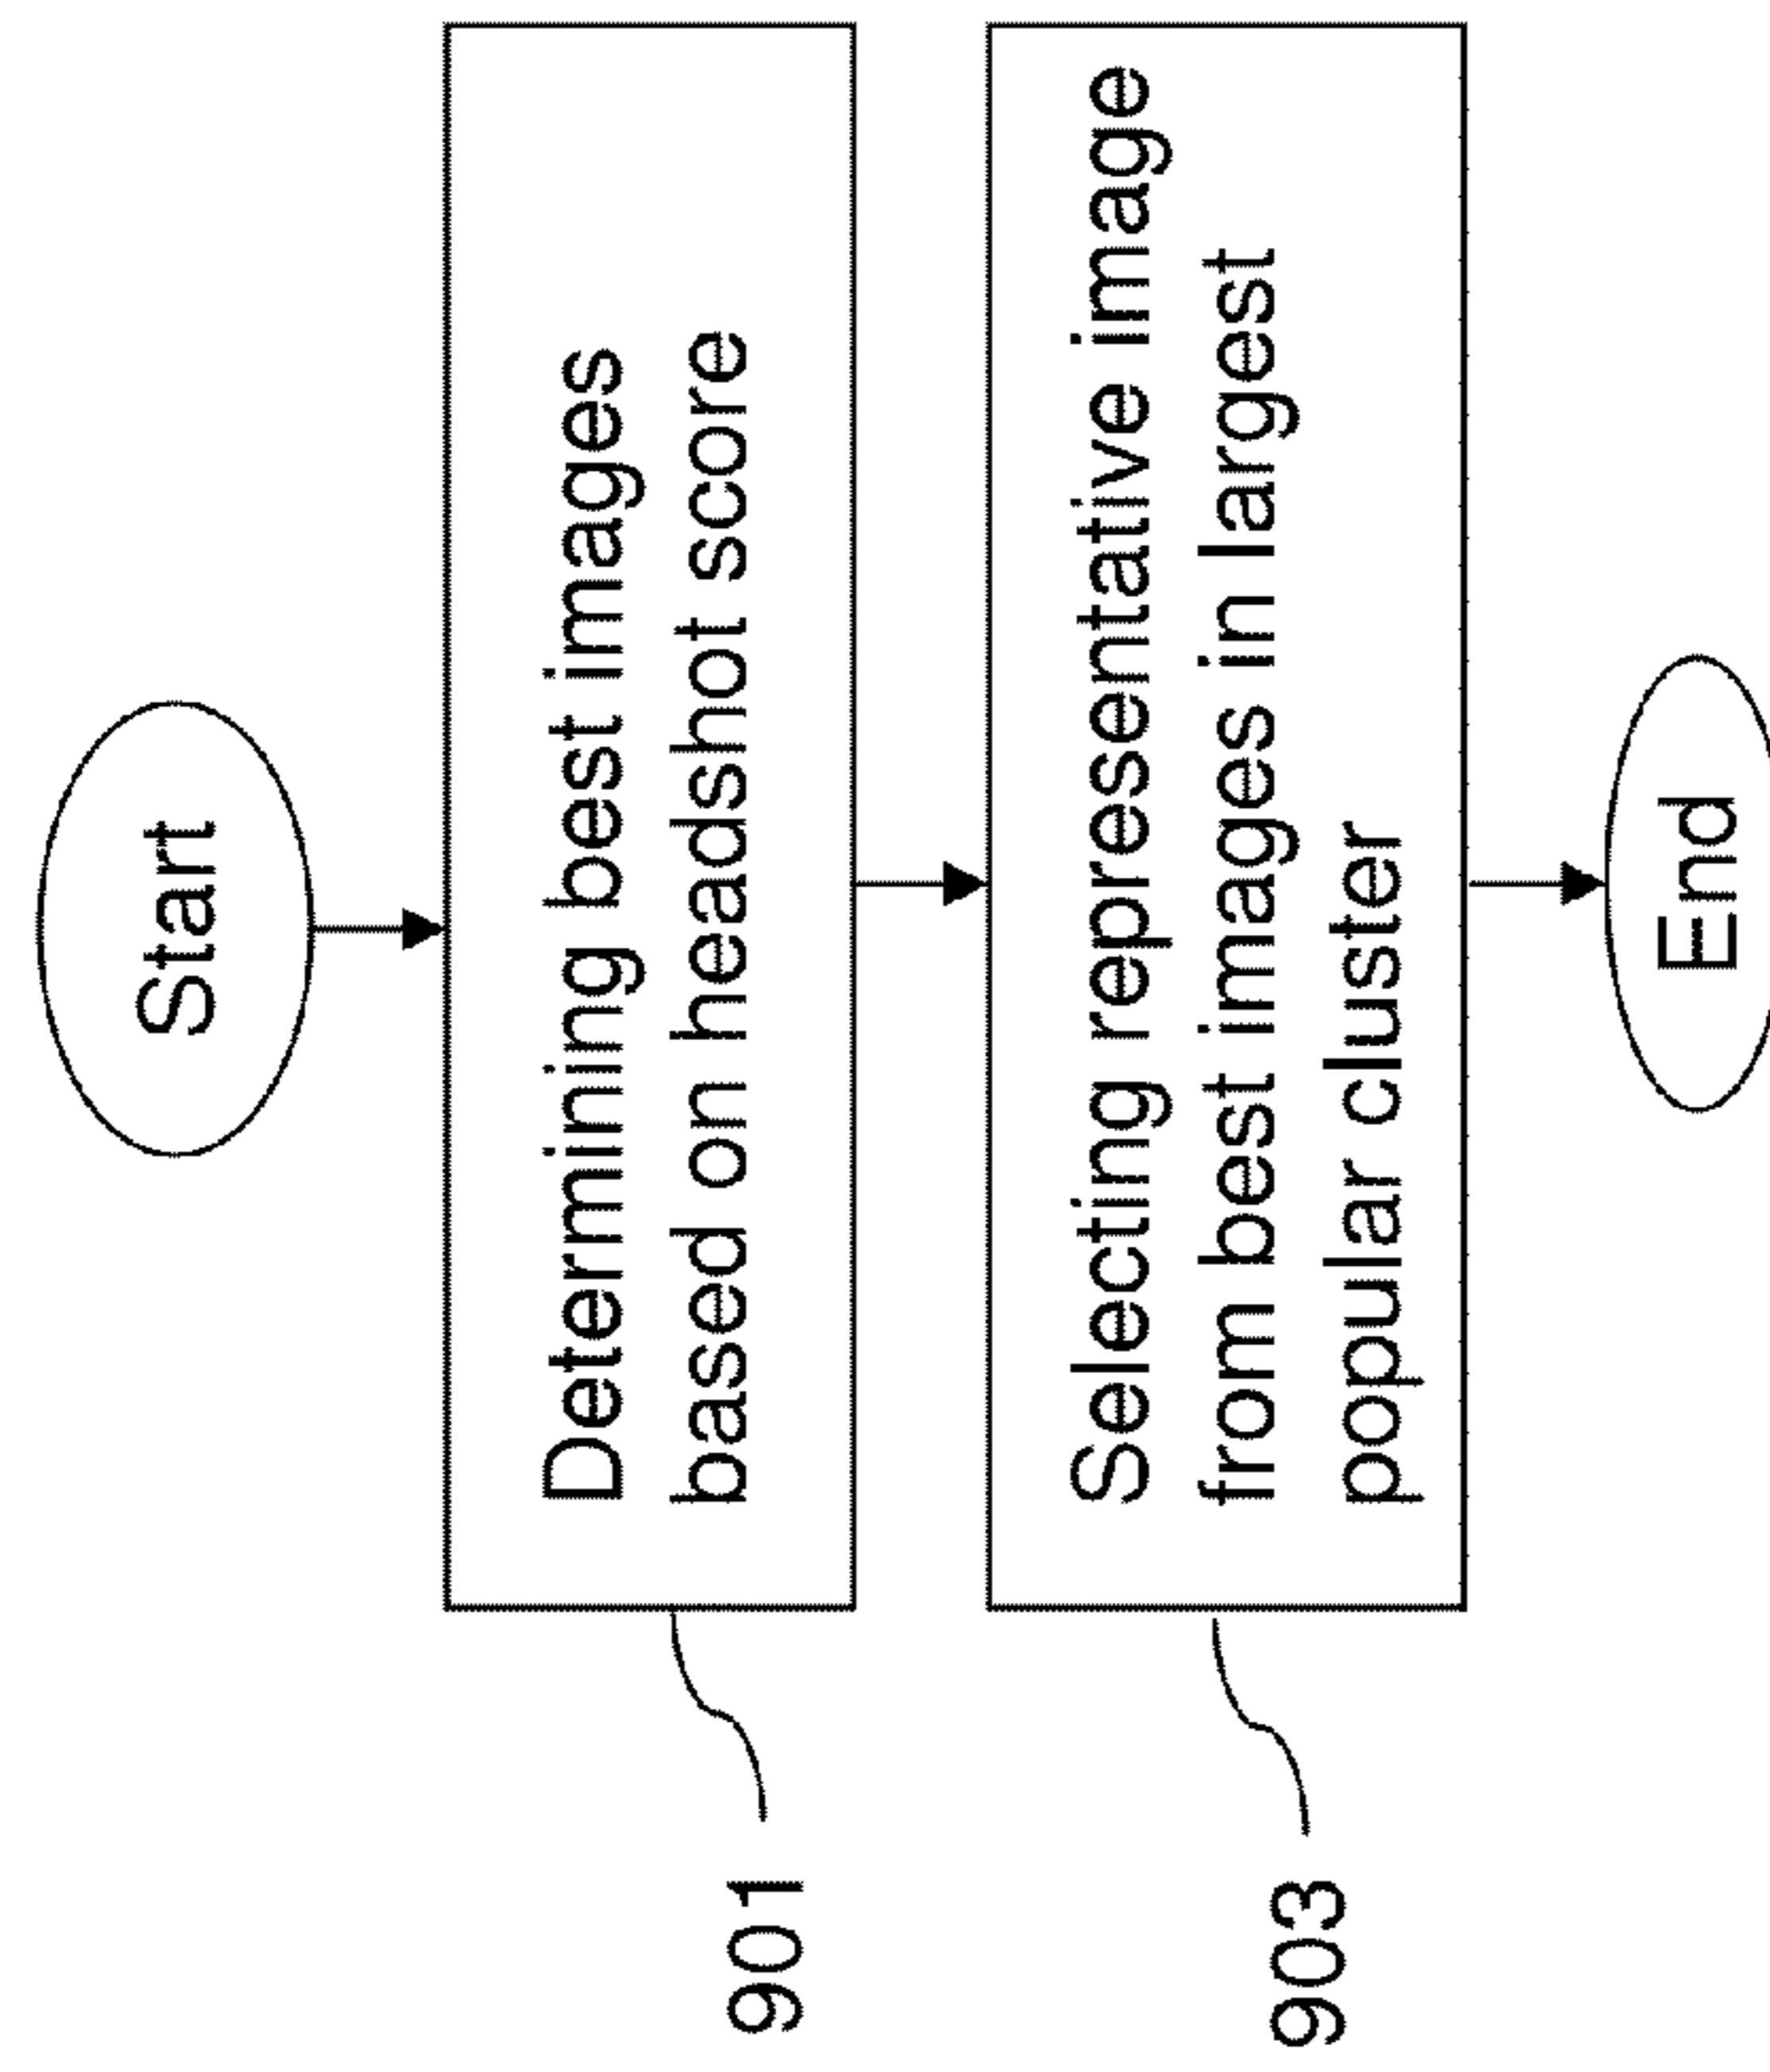 Start
Determining best images
based on headshot score
901
Selecting representative image
from best images in largest
popular cluster
903
End